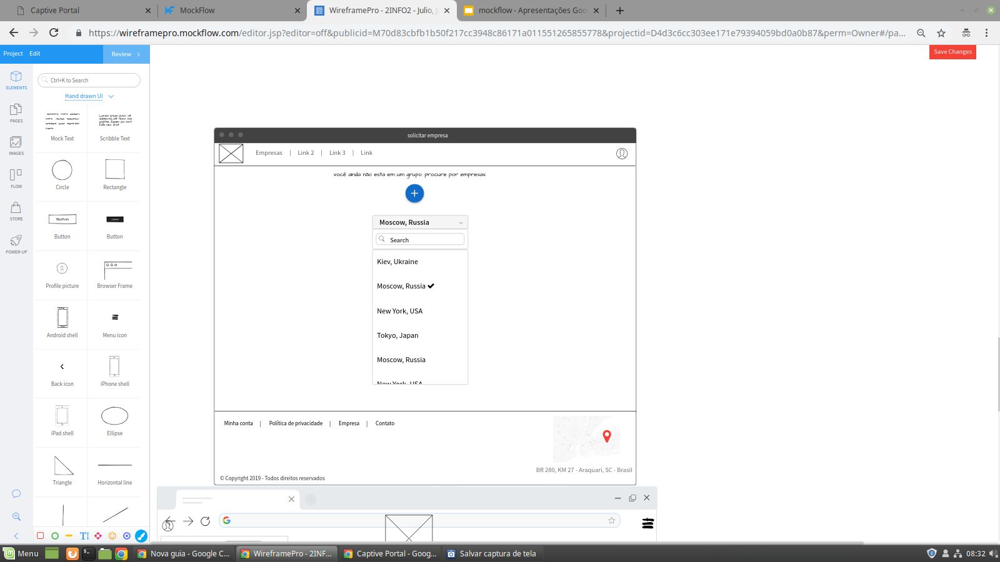 Captive Portal
MockFlow
WireframePro - 2INFO2 - Julio, J
mockflow - Apresentações Goo
https://wireframepro.mockflow.com/editor.jsp?editor=off&publicid=M70d83cbfb1b50f217cc3948c86171a011551265855778&projectid=D4d3c6cc303ee171e79394059bd0a0b87&perm=Owner#/pa...
Project Edit
Review
Save Changes
Ctrl+K to Search
Hand drawn UI
ELEMENTS
PAGES
IMAGES
FLOW
STORE
POWER-UP
Lorem ipsum dolor sit
Mock Text
Scribble Text
Circle
Rectangle
Button
Button
Button
Profile picture
Browser Frame
Android shell
Menu icon
Back icon
iPhone shell
iPad shell
Ellipse
Triangle
Horizontal line
solicitar empresa
Empresas | Link 2 | Link 3 | Link
você ainda não esta em um grupo, procure por empresas
Moscow, Russia
Search
Kiev, Ukraine
Moscow, Russia
New York, USA
Tokyo, Japan
Moscow, Russia
New York, USA
Minha conta | Política de privacidade | Empresa | Contato
BR 280, KM 27 - Araquari, SC - Brasil
© Copyright 2019 - Todos direitos reservados
Menu
Nova guia - Google C...
WireframePro - 2INF...
Captive Portal - Goog...
Salvar captura de tela
08:32